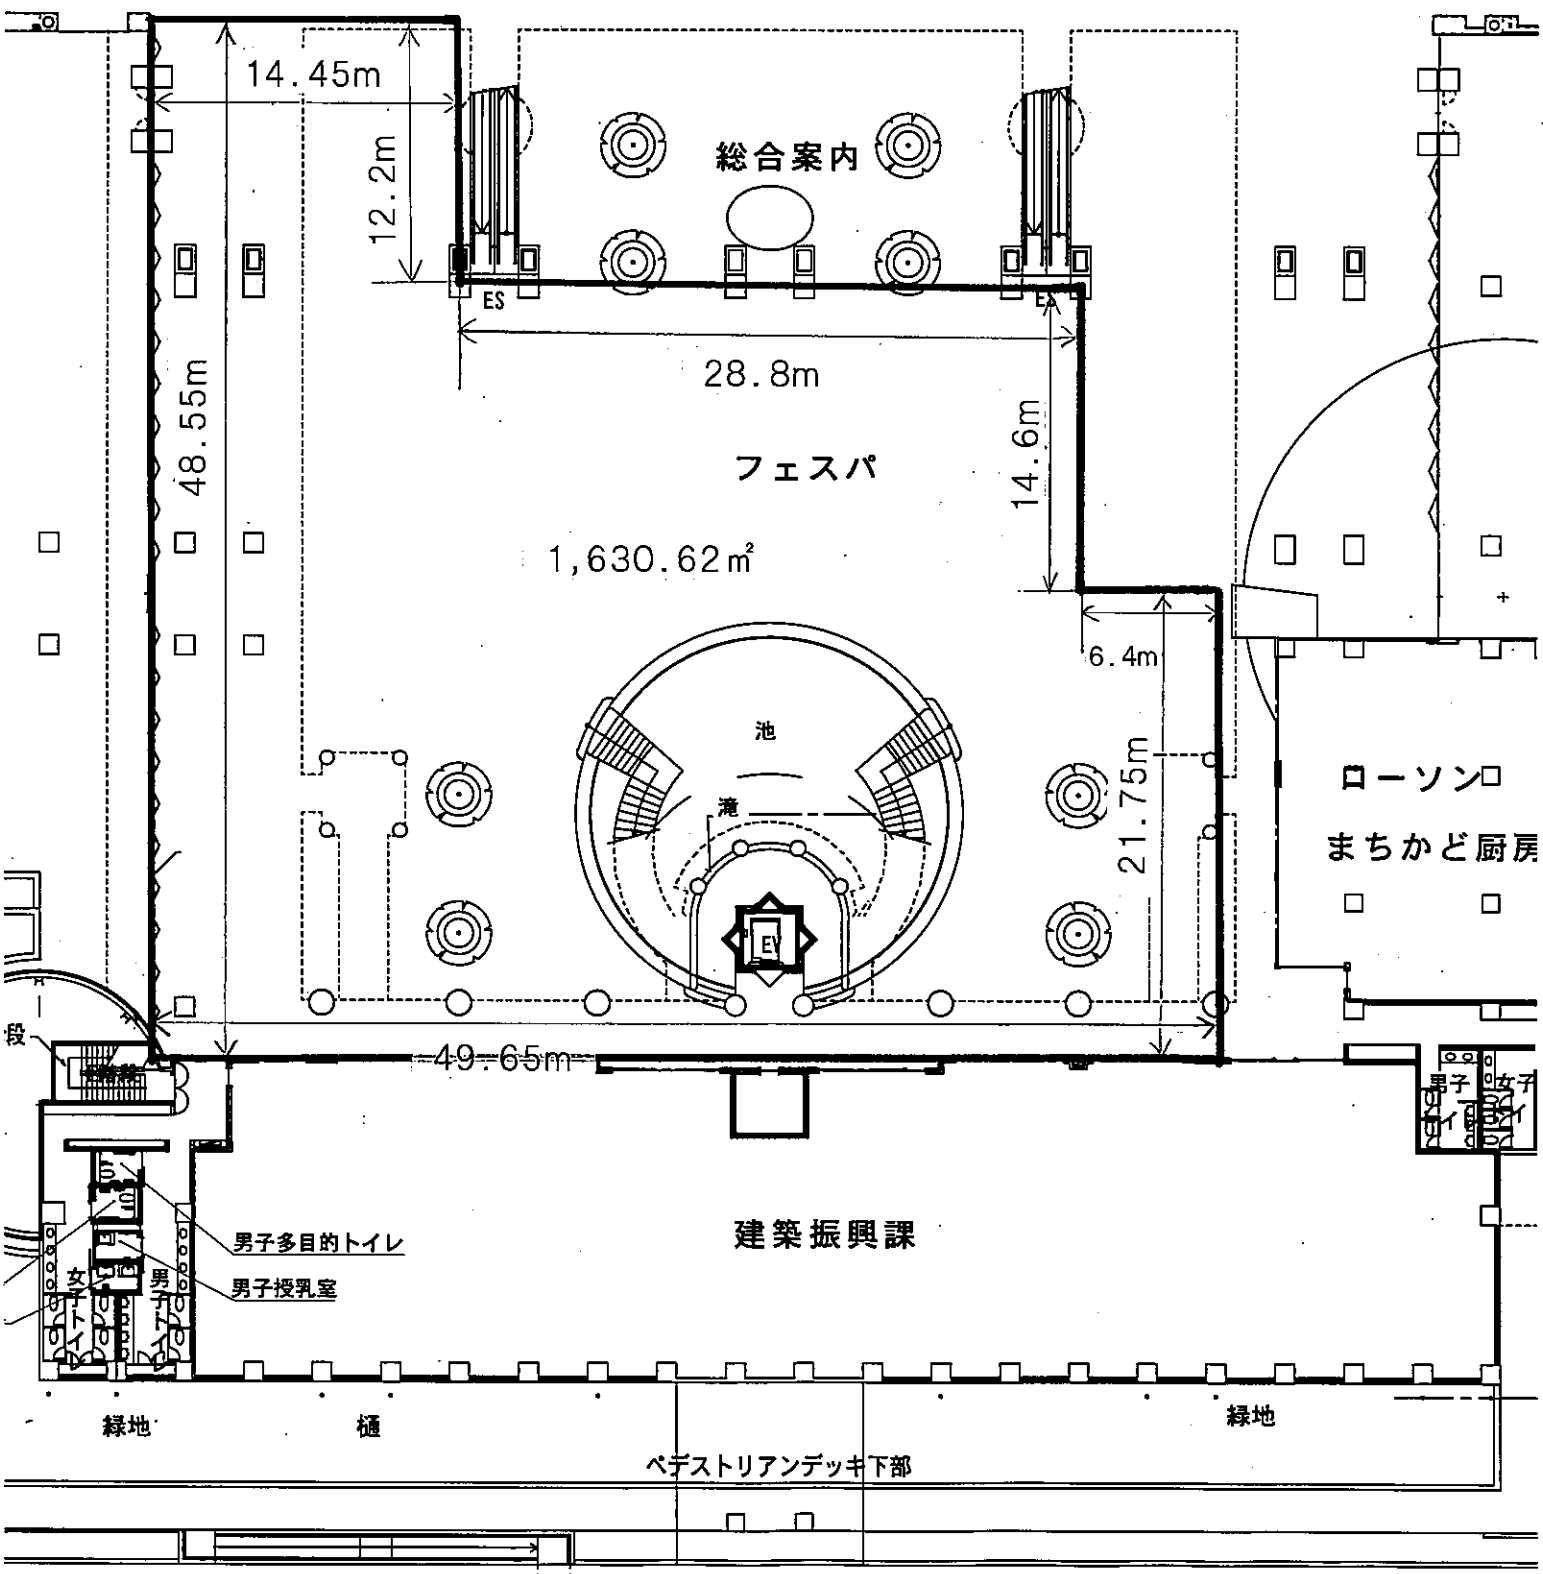 14.45m
12.2m
総合案内
ES
ES
28.8m
48.55m
14.6m
フェスパ
1,630.62㎡
6.4m
池
滝
21.75m
ローソン
まちかど厨房
EV
段
49.65m
男子
女子
男子多目的トイレ
男子授乳室
女子トイ
男子トイ
建築振興課
緑地
樋
緑地
ペデストリアンデッキ下部